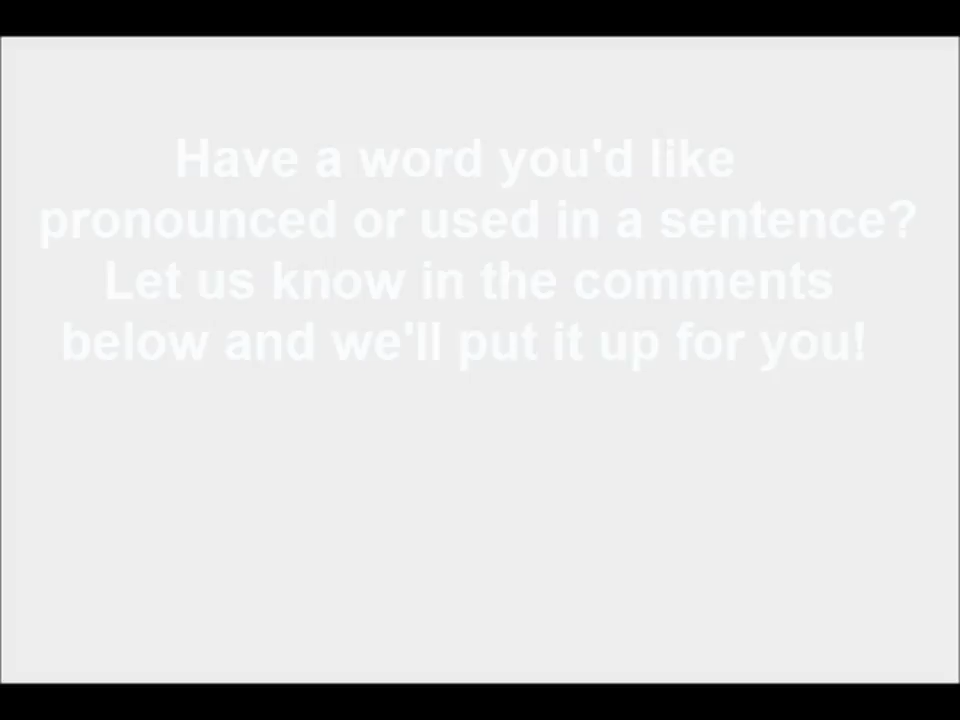 Have a word you'd like
pronounced or used in a sentence?
Let us know in the comments
below and we'll put it up for you!